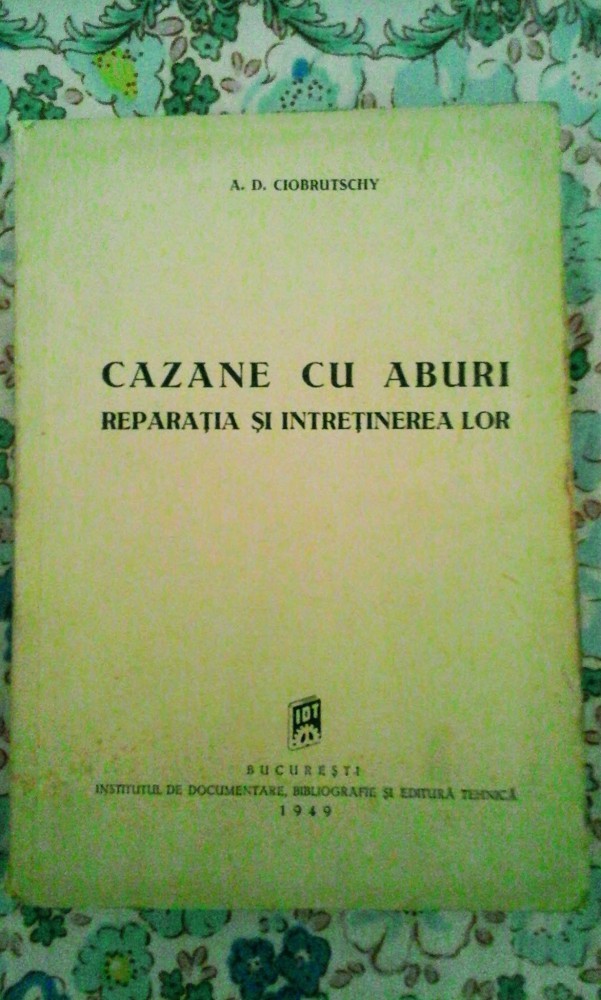 A. D. CIOBRUTSCHY
CAZANE CU ABURI
REPARAȚIA ȘI INTREȚINEREA LOR
IDT
BUCUREȘTI
INSTITUTUL DE DOCUMENTARE, BIBLIOGRAFIE ȘI EDITURĂ TEHNICĂ
1949